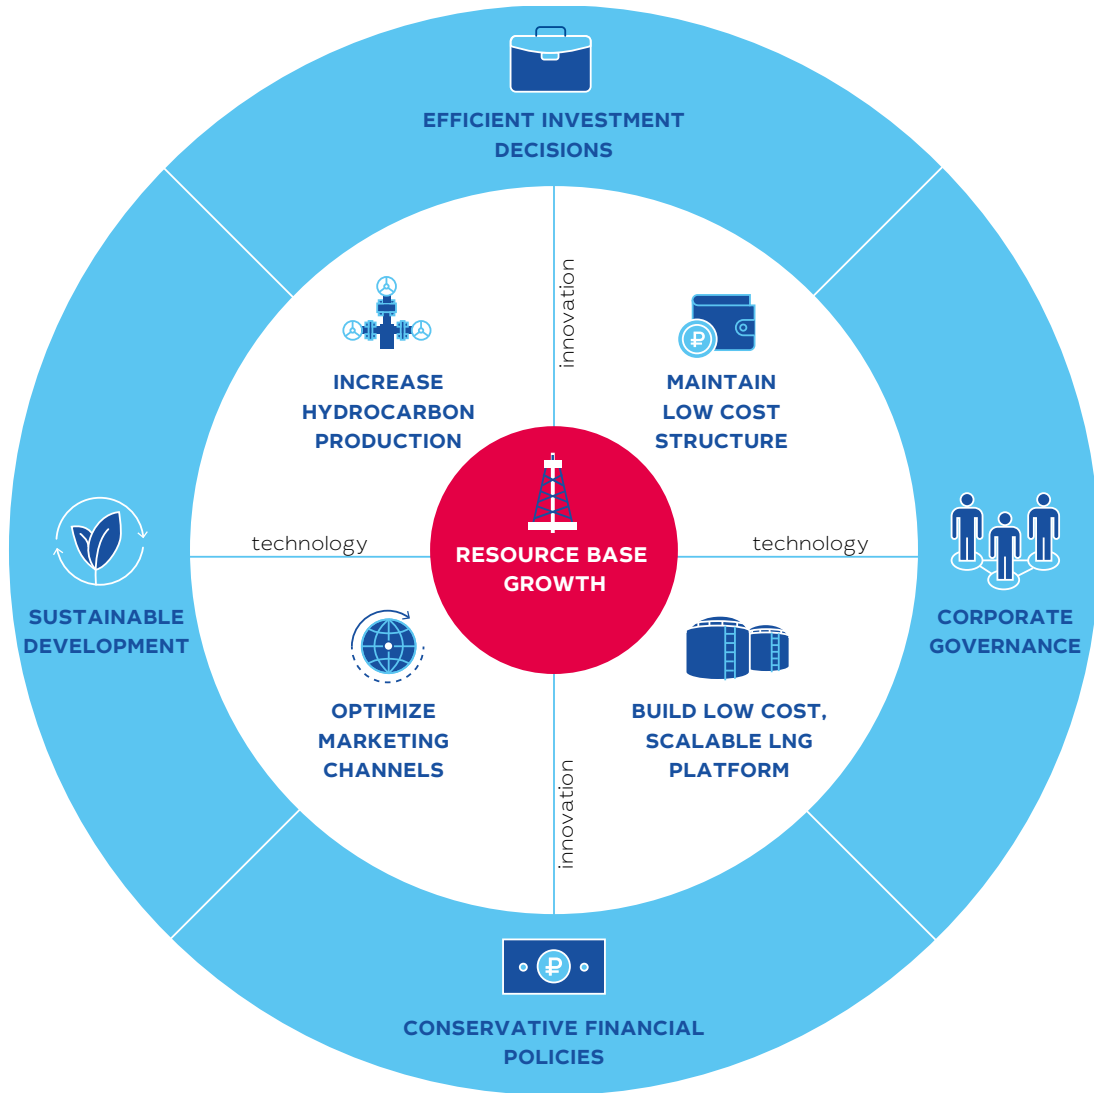 EFFICIENT INVESTMENT
DECISIONS
innovation
INCREASE
HYDROCARBON
PRODUCTION
MAINTAIN
LOW COST
STRUCTURE
technology
RESOURCE BASE
GROWTH
technology
SUSTAINABLE
DEVELOPMENT
CORPORATE
GOVERNANCE
OPTIMIZE
MARKETING
CHANNELS
BUILD LOW COST,
SCALABLE LNG
PLATFORM
innovation
CONSERVATIVE FINANCIAL
POLICIES